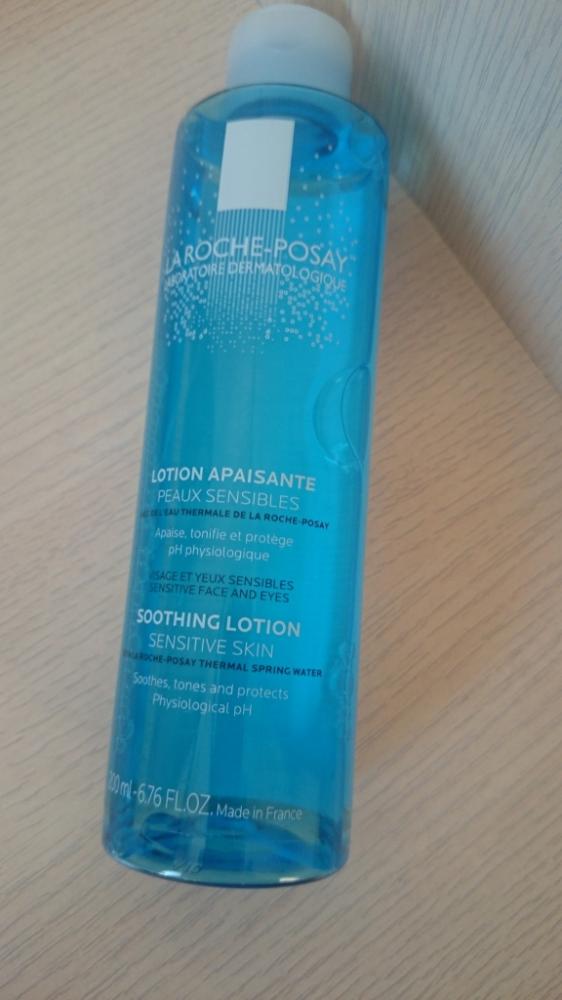 LA ROCHE-POSAY
LABORATOIRE DERMATOLOGIQUE
LOTION APAISANTE
PEAUX SENSIBLES
L'EAU THERMALE DE LA ROCHE-POSAY
Apaise, tonifie et protège
pH physiologique
VISAGE ET YEUX SENSIBLES
SENSITIVE FACE AND EYES
SOOTHING LOTION
SENSITIVE SKIN
LA ROCHE-POSAY THERMAL SPRING WATER
Soothes, tones and protects
Physiological pH
200 ml - 6.76 FL.OZ. Made in France